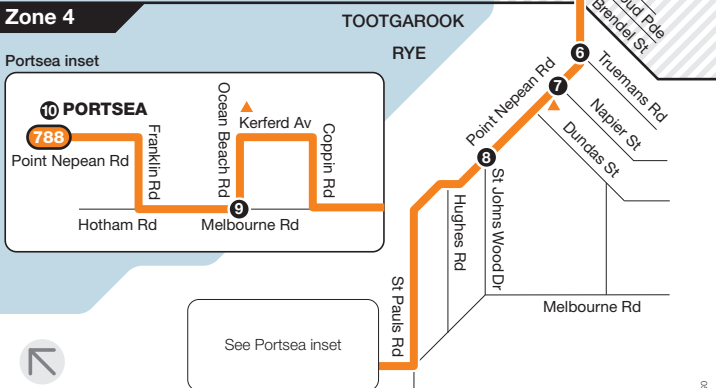 Zone 4
TOOTGAROOK
RYE
Brendel St
6
Truemans Rd
Point Nepean Rd
7
Napier St
Dundas St
8
St Johns Wood Dr
Hughes Rd
St Pauls Rd
Melbourne Rd
Portsea inset
10 PORTSEA
788
Point Nepean Rd
Franklin Rd
Ocean Beach Rd
Kerferd Av
Coppin Rd
9
Hotham Rd
Melbourne Rd
See Portsea inset